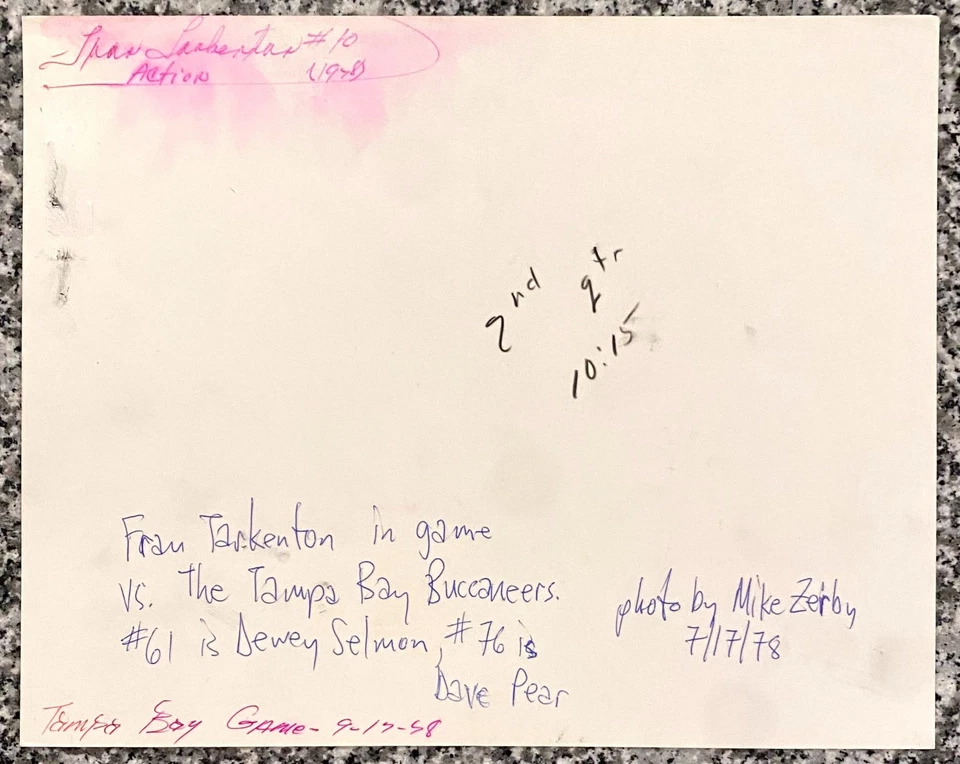 Fran Tarkenton #10
Action (1978)
2nd qtr
10:15
Fran Tarkenton in game
vs. the Tampa Bay Buccaneers.
#61 is Dewey Selmon, #76 is
Dave Pear
photo by Mike Zerby
7/17/78
Tampa Bay Game- 9-17-78